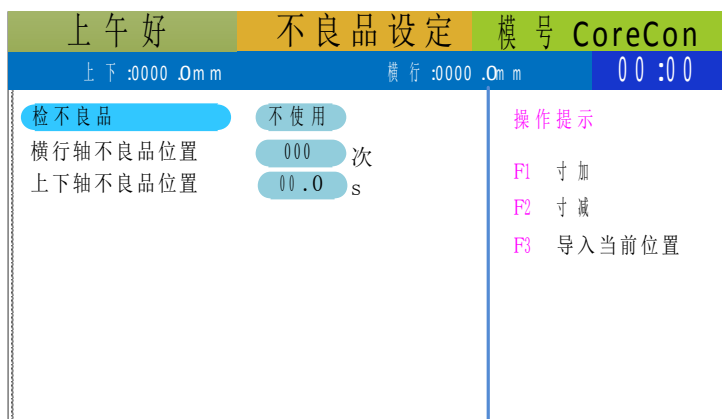 上午好 不良品设定 模号 CoreCon
上下:0000.0mm 横行:0000.0mm 00:00
检不良品 不使用
横行轴不良品位置 000 次
上下轴不良品位置 00.0 s
操作提示
F1 寸加
F2 寸减
F3 导入当前位置